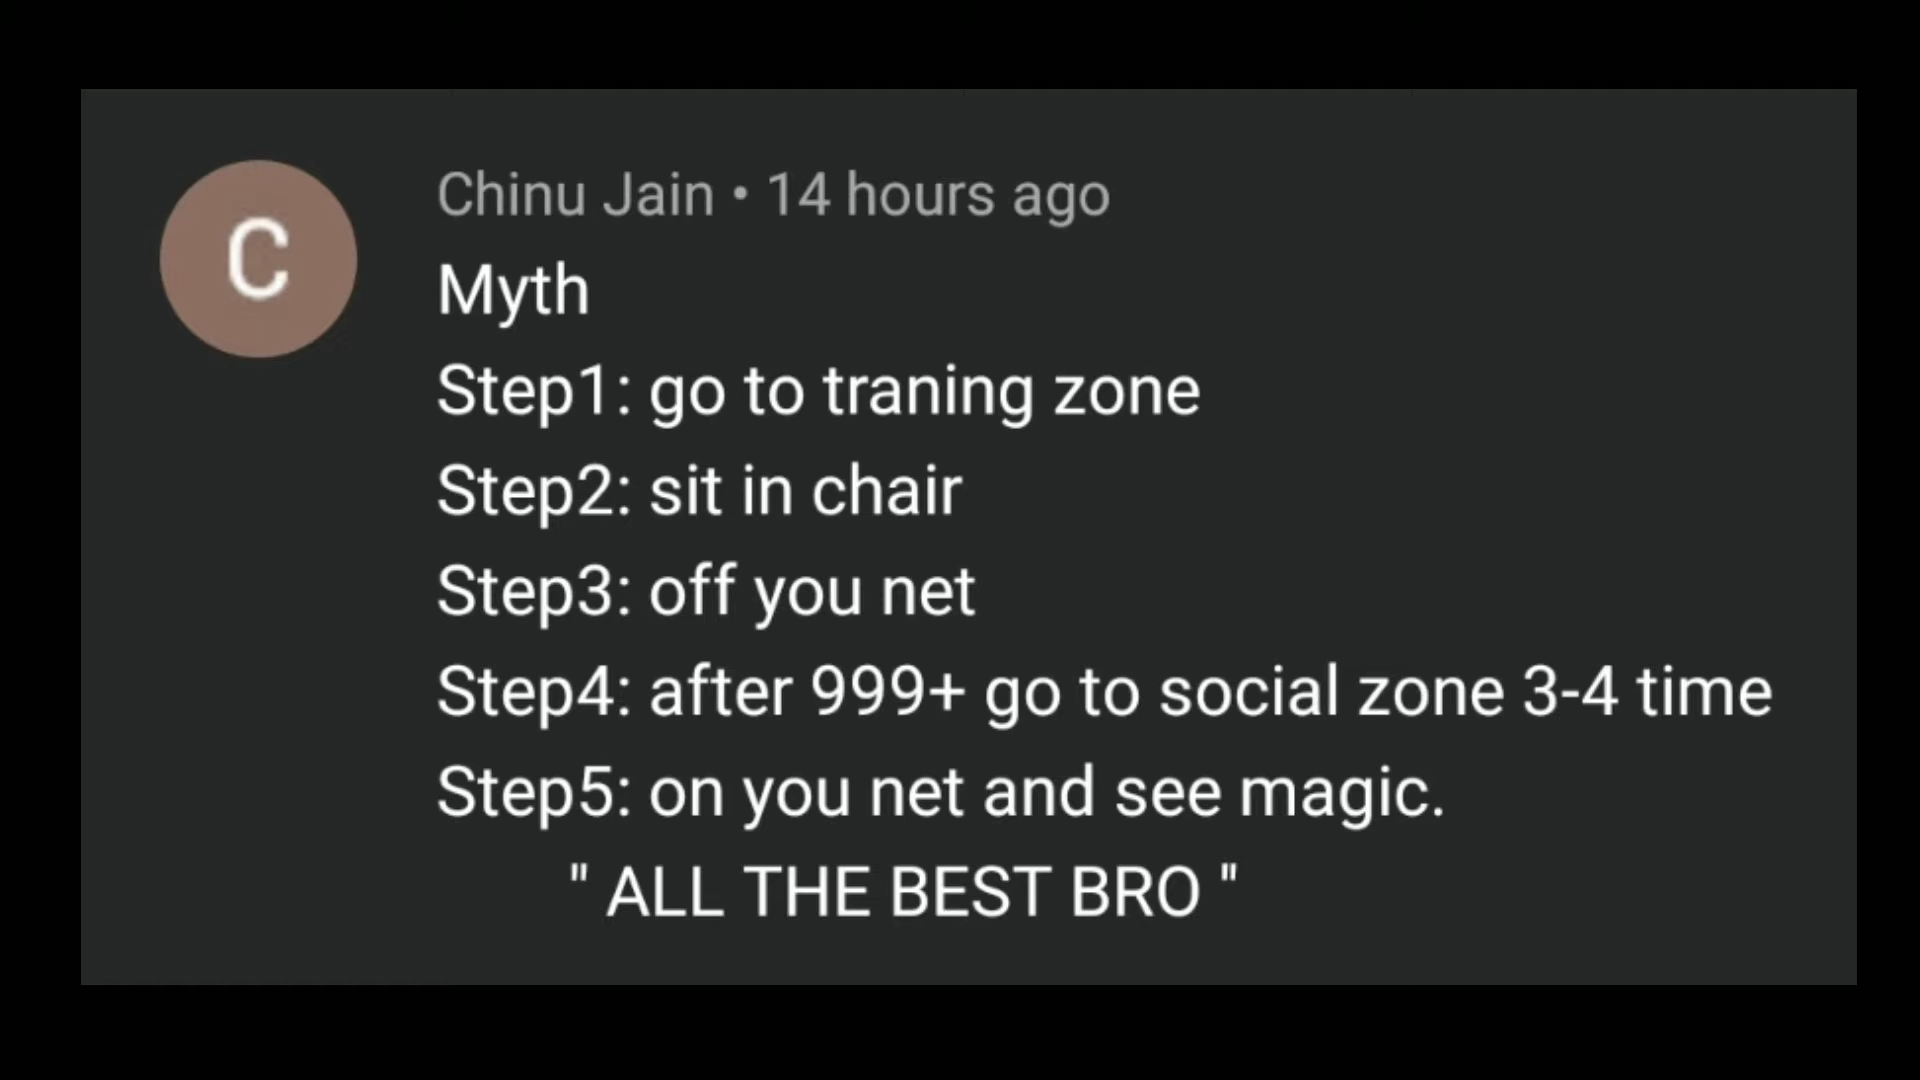 C
Chinu Jain • 14 hours ago
Myth
Step1: go to traning zone
Step2: sit in chair
Step3: off you net
Step4: after 999+ go to social zone 3-4 time
Step5: on you net and see magic.
" ALL THE BEST BRO "